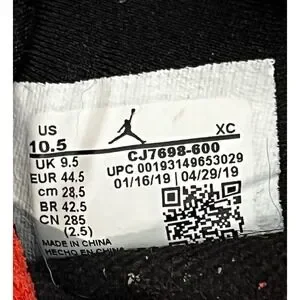 US 10.5 XC
UK 9.5
EUR 44.5
cm 28.5
BR 42.5
CN 285
(2.5)
CJ7698-600
UPC 00193149653029
01/16/19 | 04/29/19
MADE IN CHINA
HECHO EN CHINA